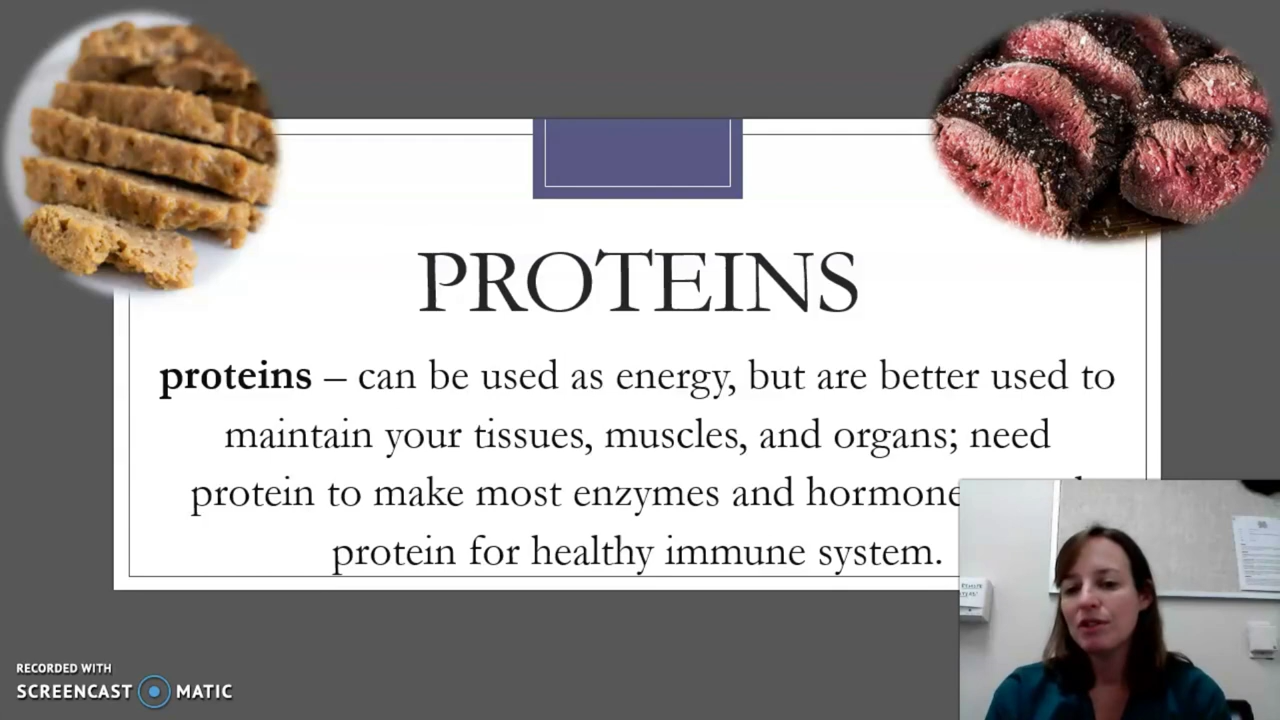 PROTEINS
proteins – can be used as energy, but are better used to
maintain your tissues, muscles, and organs; need
protein to make most enzymes and hormone
protein for healthy immune system.
RECORDED WITH
SCREENCAST MATIC